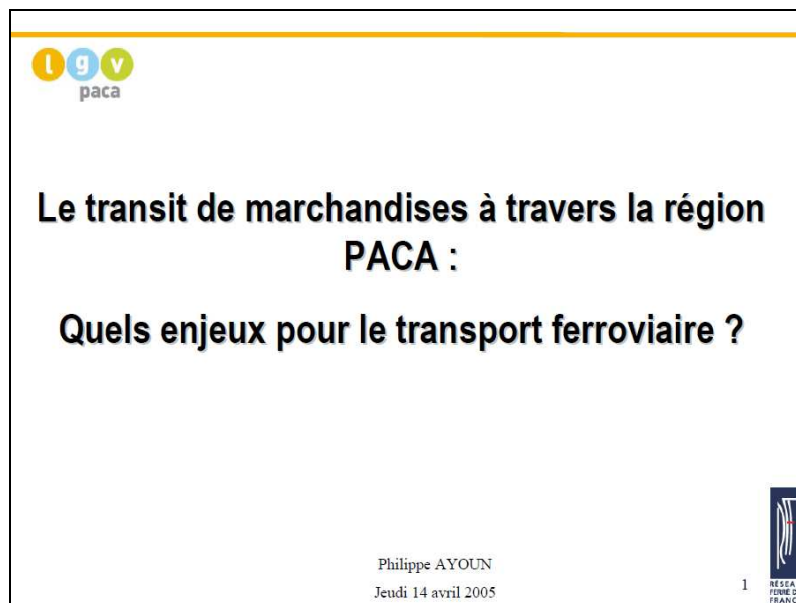 lgv
paca
Le transit de marchandises à travers la région
PACA :
Quels enjeux pour le transport ferroviaire ?
Philippe AYOUN
Jeudi 14 avril 2005
1